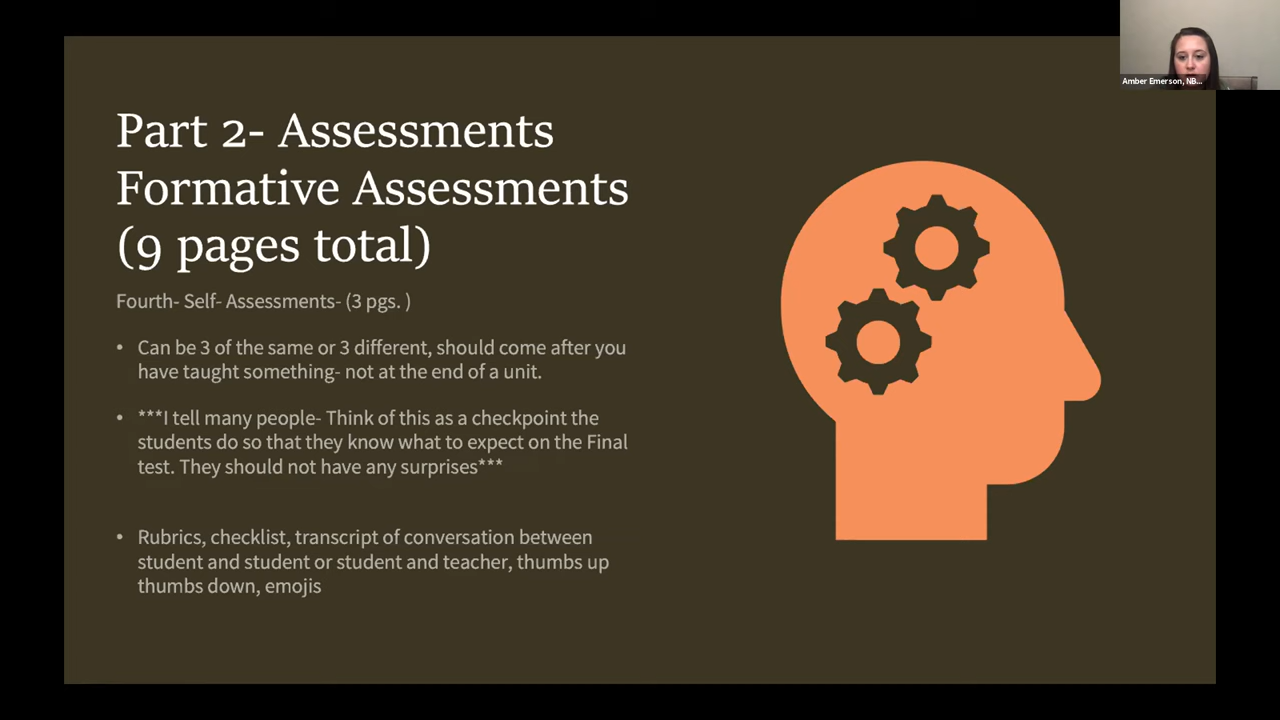 Part 2- Assessments
Formative Assessments
(9 pages total)
Fourth- Self- Assessments- (3 pgs. )
• Can be 3 of the same or 3 different, should come after you
have taught something- not at the end of a unit.
• ***I tell many people- Think of this as a checkpoint the
students do so that they know what to expect on the Final
test. They should not have any surprises***
• Rubrics, checklist, transcript of conversation between
student and student or student and teacher, thumbs up
thumbs down, emojis
Amber Emerson, NB...